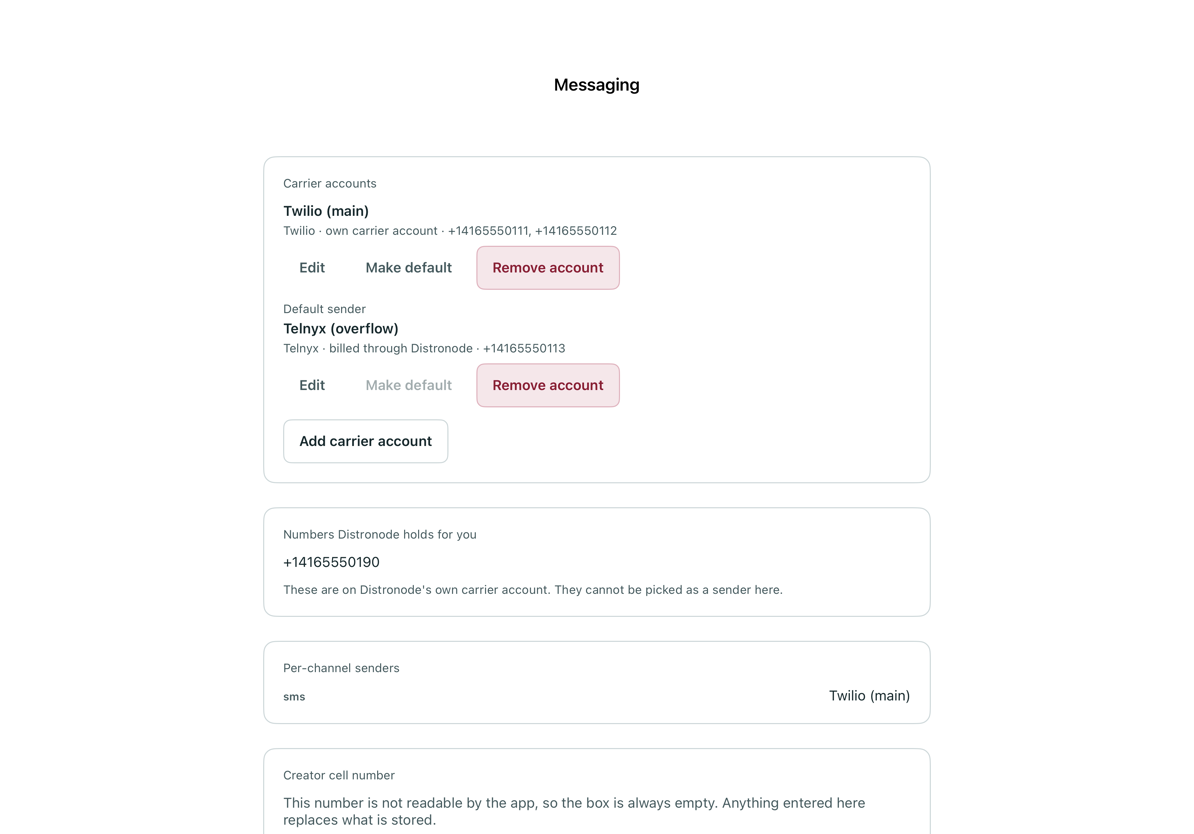 Messaging
Carrier accounts
Twilio (main)
Twilio · own carrier account · +14165550111, +14165550112
Edit
Make default
Remove account
Default sender
Telnyx (overflow)
Telnyx · billed through Distronode · +14165550113
Edit
Make default
Remove account
Add carrier account
Numbers Distronode holds for you
+14165550190
These are on Distronode's own carrier account. They cannot be picked as a sender here.
Per-channel senders
sms
Twilio (main)
Creator cell number
This number is not readable by the app, so the box is always empty. Anything entered here
replaces what is stored.